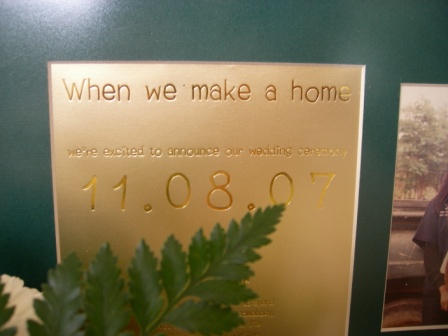 When we make a home
we're excited to announce our wedding ceremony
11.08.07